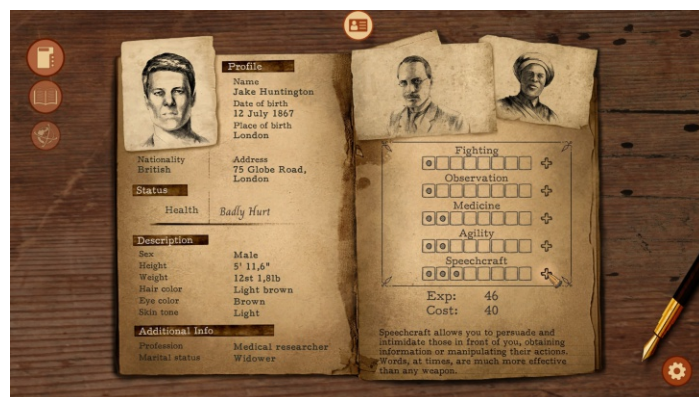 Profile
Name
Jake Huntington
Date of birth
12 July 1867
Place of birth
London
Nationality
British
Address
75 Globe Road,
London
Status
Health Badly Hurt
Description
Sex Male
Height 5' 11,6"
Weight 12st 1,8lb
Hair color Light brown
Eye color Brown
Skin tone Light
Additional Info
Profession Medical researcher
Marital status Widower
Fighting
Observation
Medicine
Agility
Speechcraft
Exp: 46
Cost: 40
Speechcraft allows you to persuade and
intimidate those in front of you, obtaining
information or manipulating their actions.
Words, at times, are much more effective
than any weapon.